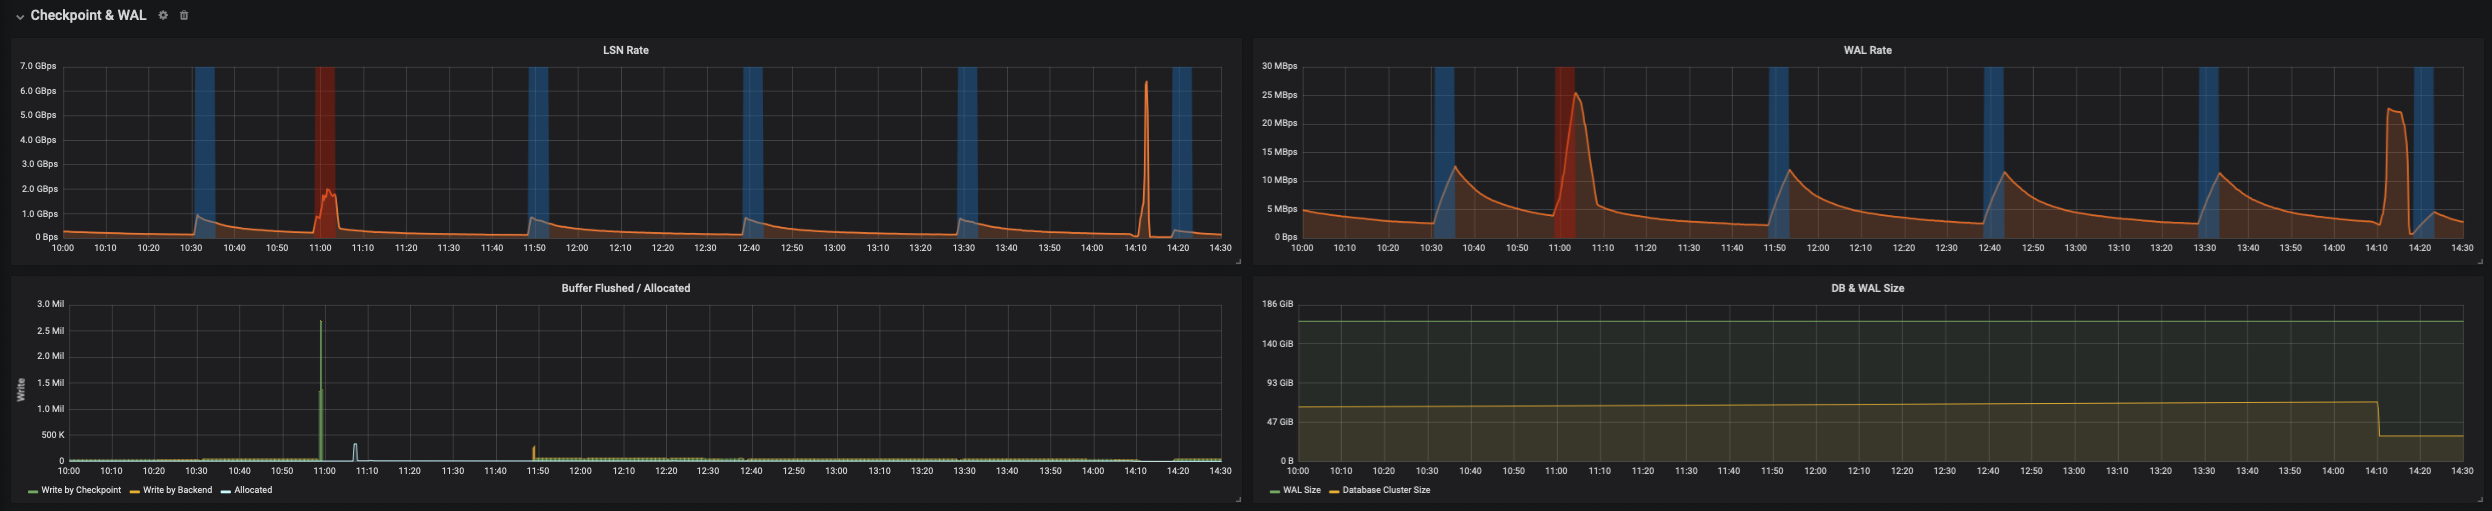 Checkpoint & WAL
LSN Rate
7.0 GBps
6.0 GBps
5.0 GBps
4.0 GBps
3.0 GBps
2.0 GBps
1.0 GBps
0 Bps
10:00 10:10 10:20 10:30 10:40 10:50 11:00 11:10 11:20 11:30 11:40 11:50 12:00 12:10 12:20 12:30 12:40 12:50 13:00 13:10 13:20 13:30 13:40 13:50 14:00 14:10 14:20 14:30
WAL Rate
30 MBps
25 MBps
20 MBps
15 MBps
10 MBps
5 MBps
0 Bps
10:00 10:10 10:20 10:30 10:40 10:50 11:00 11:10 11:20 11:30 11:40 11:50 12:00 12:10 12:20 12:30 12:40 12:50 13:00 13:10 13:20 13:30 13:40 13:50 14:00 14:10 14:20 14:30
Buffer Flushed / Allocated
Write
3.0 Mil
2.5 Mil
2.0 Mil
1.5 Mil
1.0 Mil
500 K
0
10:00 10:10 10:20 10:30 10:40 10:50 11:00 11:10 11:20 11:30 11:40 11:50 12:00 12:10 12:20 12:30 12:40 12:50 13:00 13:10 13:20 13:30 13:40 13:50 14:00 14:10 14:20 14:30
Write by Checkpoint Write by Backend Allocated
DB & WAL Size
186 GiB
140 GiB
93 GiB
47 GiB
0 B
10:00 10:10 10:20 10:30 10:40 10:50 11:00 11:10 11:20 11:30 11:40 11:50 12:00 12:10 12:20 12:30 12:40 12:50 13:00 13:10 13:20 13:30 13:40 13:50 14:00 14:10 14:20 14:30
WAL Size Database Cluster Size